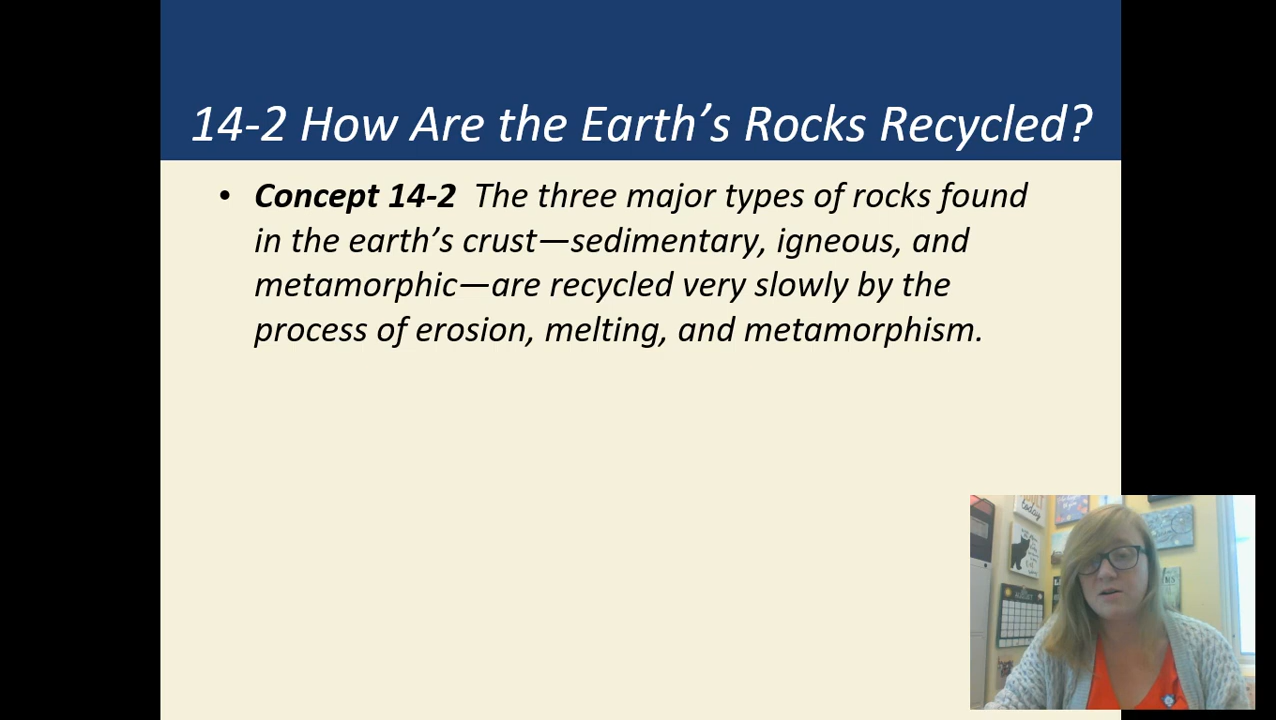 14-2 How Are the Earth’s Rocks Recycled?
• Concept 14-2 The three major types of rocks found
in the earth’s crust—sedimentary, igneous, and
metamorphic—are recycled very slowly by the
process of erosion, melting, and metamorphism.
today
AUGUST